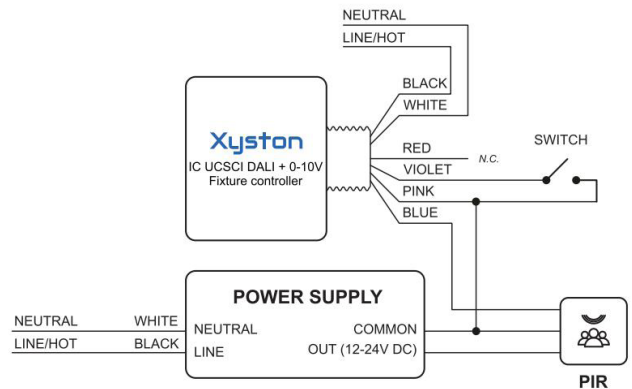 NEUTRAL
LINE/HOT
BLACK
WHITE
Xyston
IC UCSCI DALI + 0-10V
Fixture controller
RED
N.C.
SWITCH
VIOLET
PINK
BLUE
POWER SUPPLY
NEUTRAL WHITE
NEUTRAL
COMMON
LINE/HOT BLACK
LINE
OUT (12-24V DC)
PIR